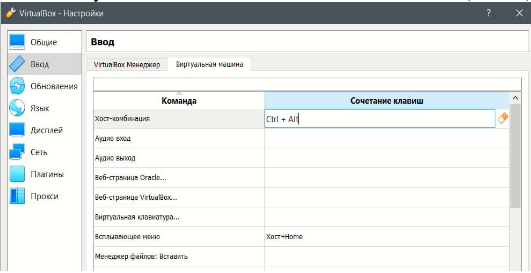 VirtualBox - Настройки
Общие
Ввод
Обновления
Язык
Дисплей
Сеть
Плагины
Прокси
Ввод
VirtualBox Менеджер Виртуальная машина
Команда Сочетание клавиш
Хост-комбинация Ctrl + Alt
Аудио вход
Аудио выход
Веб-страница Oracle...
Веб-страница VirtualBox...
Виртуальная клавиатура...
Всплывающее меню Хост+Home
Менеджер файлов: Вставить